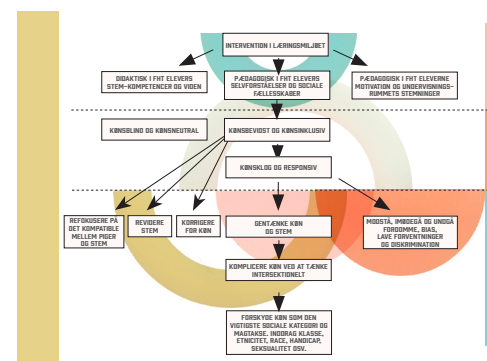 INTERVENTION I LÆRINGSMILJØET
DIDAKTISK I FHT ELEVERS
STEM-KOMPETENCER OG VIDEN
PÆDAGOGISK I FHT ELEVERS
SELVFORSTÅELSER OG SOCIALE
FÆLLESSKABER
PÆDAGOGISK I FHT ELEVERNE
MOTIVATION OG UNDERVISNINGS-
RUMMETS STEMNINGER
KØNSBLIND OG KØNSNEUTRAL
KØNSBEVIDST OG KØNSINKLUSIV
KØNSKLOG OG RESPONSIV
REFOKUSERE PÅ
DET KOMPATIBLE
MELLEM PIGER
OG STEM
REVIDERE
STEM
KORRIGERE
FOR KØN
GENTÆNKE KØN
OG STEM
MODSTÅ, IMØDEGÅ OG UNDGÅ
FORDOMME, BIAS,
LAVE FORVENTNINGER
OG DISKRIMINATION
KOMPLICERE KØN VED AT TÆNKE
INTERSEKTIONELT
FORSKYDE KØN SOM DEN
VIGTIGSTE SOCIALE KATEGORI OG
MAGTAKSE. INDDRAG KLASSE,
ETNICITET, RACE, HANDICAP,
SEKSUALITET OSV.